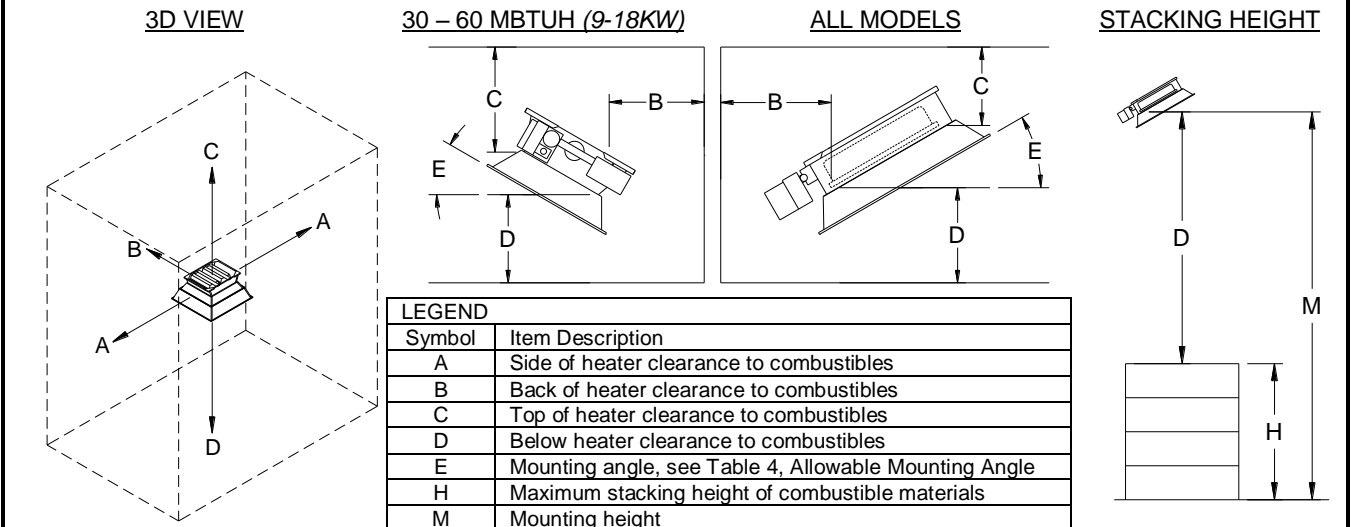 3D VIEW
30 – 60 MBTUH (9-18KW)
ALL MODELS
STACKING HEIGHT
C
A
B
A
D
C
B
E
D
B
C
E
D
D
M
H
LEGEND
Symbol Item Description
A Side of heater clearance to combustibles
B Back of heater clearance to combustibles
C Top of heater clearance to combustibles
D Below heater clearance to combustibles
E Mounting angle, see Table 4, Allowable Mounting Angle
H Maximum stacking height of combustible materials
M Mounting height